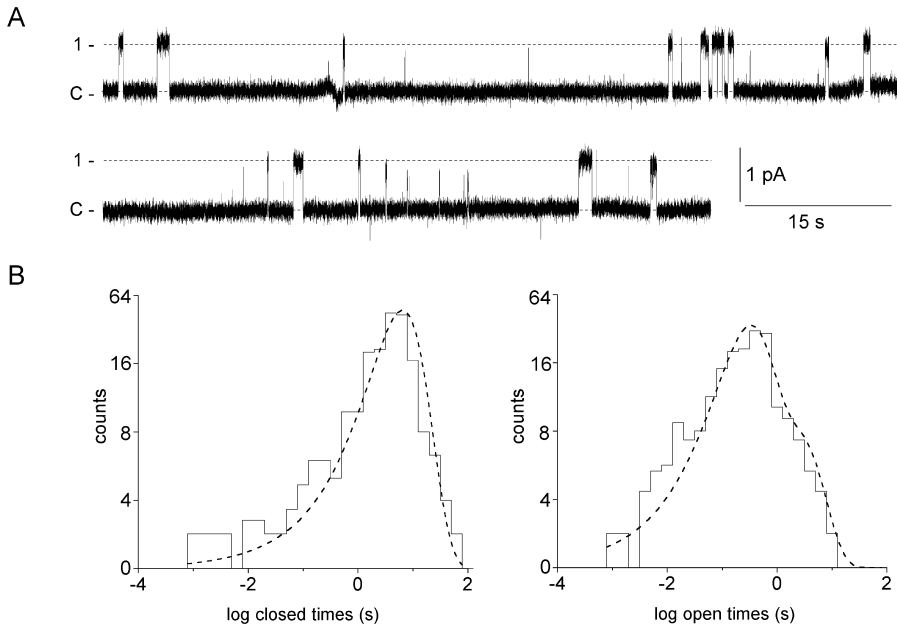 A
1 -
C -
1 -
C -
1 pA
15 s
B
64
16
8
4
0
counts
-4
-2
0
2
log closed times (s)
64
16
8
4
0
counts
-4
-2
0
2
log open times (s)